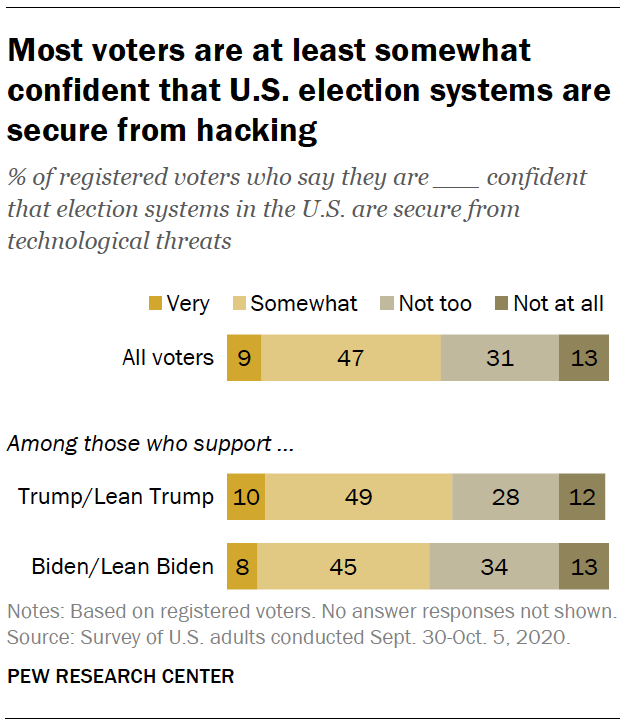 Most voters are at least somewhat
confident that U.S. election systems are
secure from hacking
% of registered voters who say they are ___ confident
that election systems in the U.S. are secure from
technological threats
Very Somewhat Not too Not at all
All voters 9 47 31 13
Among those who support ...
Trump/Lean Trump 10 49 28 12
Biden/Lean Biden 8 45 34 13
Notes: Based on registered voters. No answer responses not shown.
Source: Survey of U.S. adults conducted Sept. 30-Oct. 5, 2020.
PEW RESEARCH CENTER